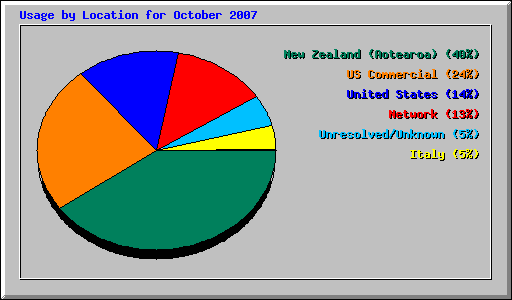 Usage by Location for October 2007
New Zealand (Aotearoa) (40%)
US Commercial (24%)
United States (14%)
Network (13%)
Unresolved/Unknown (5%)
Italy (5%)